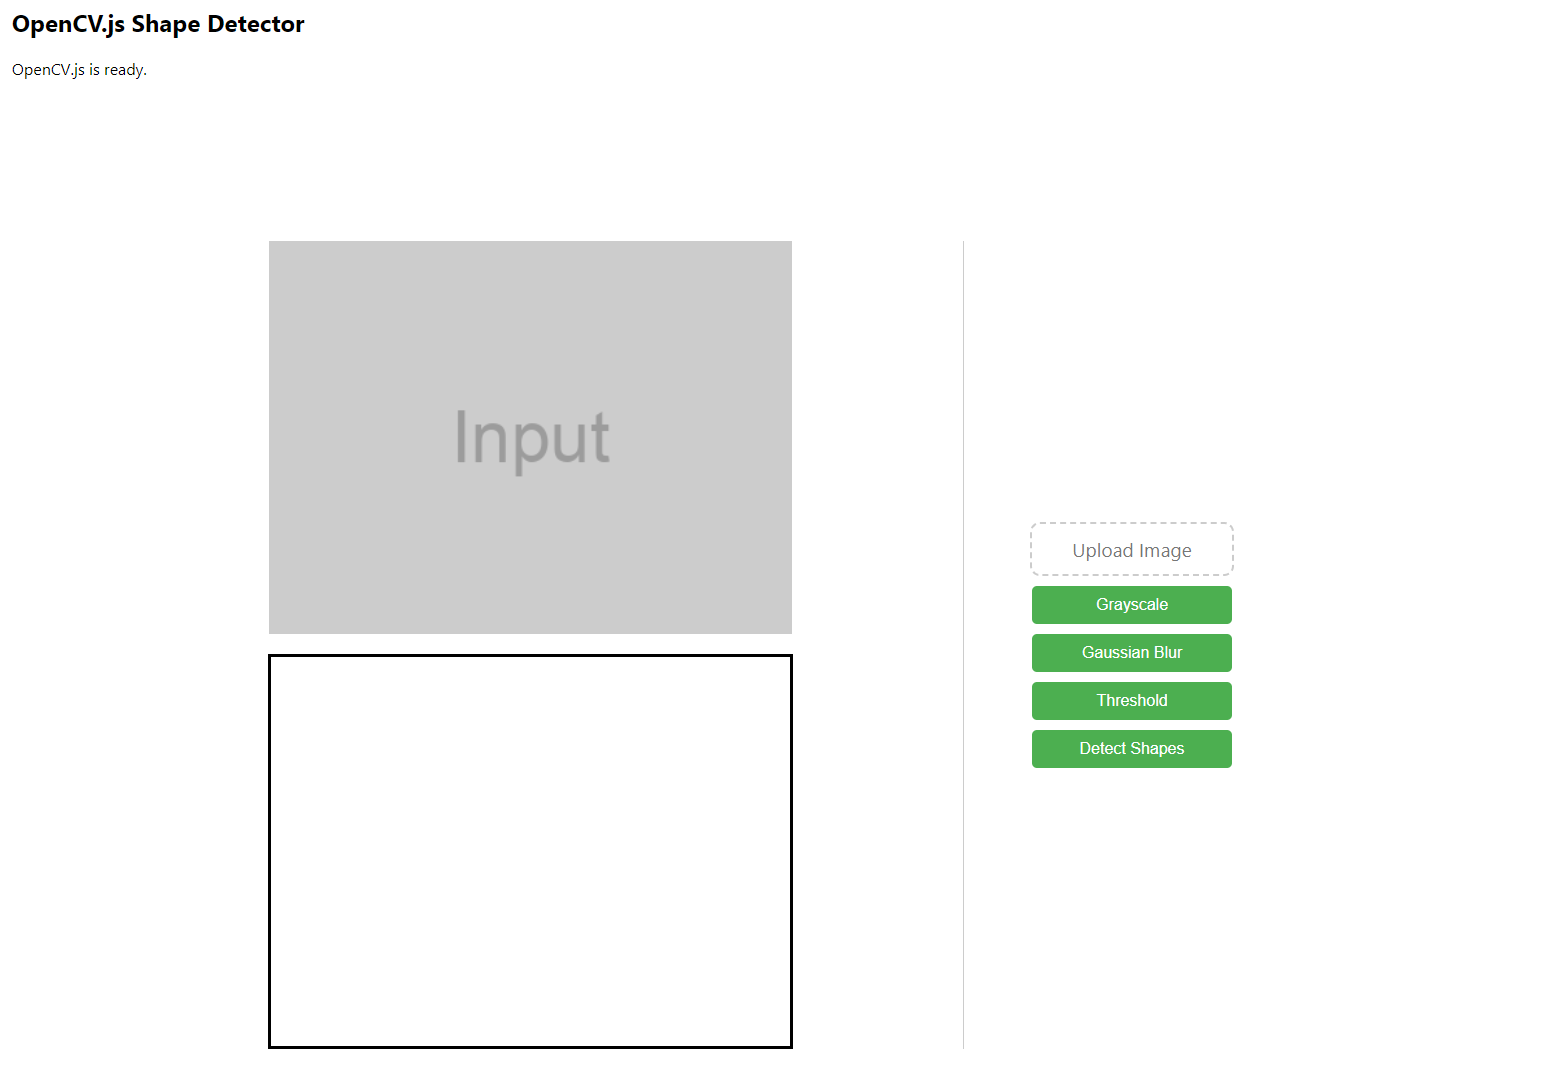 OpenCV.js Shape Detector
OpenCV.js is ready.
Input
Upload Image
Grayscale
Gaussian Blur
Threshold
Detect Shapes